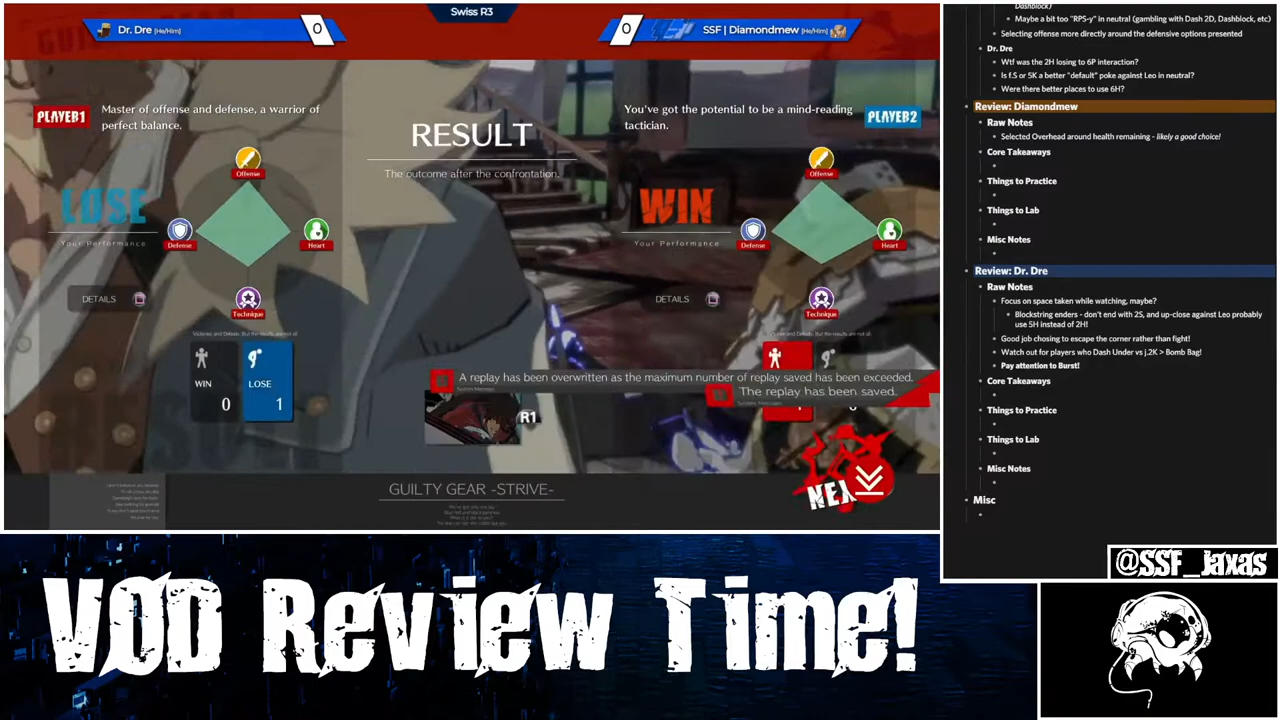 Swiss R3
Dr. Dre [He/Him]
0
0
SSF | Diamondmew [He/Him]
PLAYER1
Master of offense and defense, a warrior of
perfect balance.
RESULT
The outcome after the confrontation.
You've got the potential to be a mind-reading
tactician.
PLAYER2
LOSE
Your Performance
DETAILS
Offense
Defense
Heart
Technique
WIN
0
LOSE
1
WIN
Your Performance
DETAILS
Offense
Defense
Heart
Technique
A replay has been overwritten as the maximum number of replay saved has been exceeded.
The replay has been saved.
R1
NEX
GUILTY GEAR -STRIVE-
Dashblock)
Maybe a bit too "RPS-y" in neutral (gambling with Dash 2D, Dashblock, etc)
Selecting offense more directly around the defensive options presented
Dr. Dre
Wtf was the 2H losing to 6P interaction?
Is f.S or 5K a better "default" poke against Leo in neutral?
Were there better places to use 6H?
Review: Diamondmew
Raw Notes
Selected Overhead around health remaining - likely a good choice!
Core Takeaways
Things to Practice
Things to Lab
Misc Notes
Review: Dr. Dre
Raw Notes
Focus on space taken while watching, maybe?
Blockstring enders - don't end with 2S, and up-close against Leo probably
use 5H instead of 2H!
Good job chosing to escape the corner rather than fight!
Watch out for players who Dash Under vs j.2K > Bomb Bag!
Pay attention to Burst!
Core Takeaways
Things to Practice
Things to Lab
Misc Notes
Misc
@SSF_Jaxas
VOD Review Time!